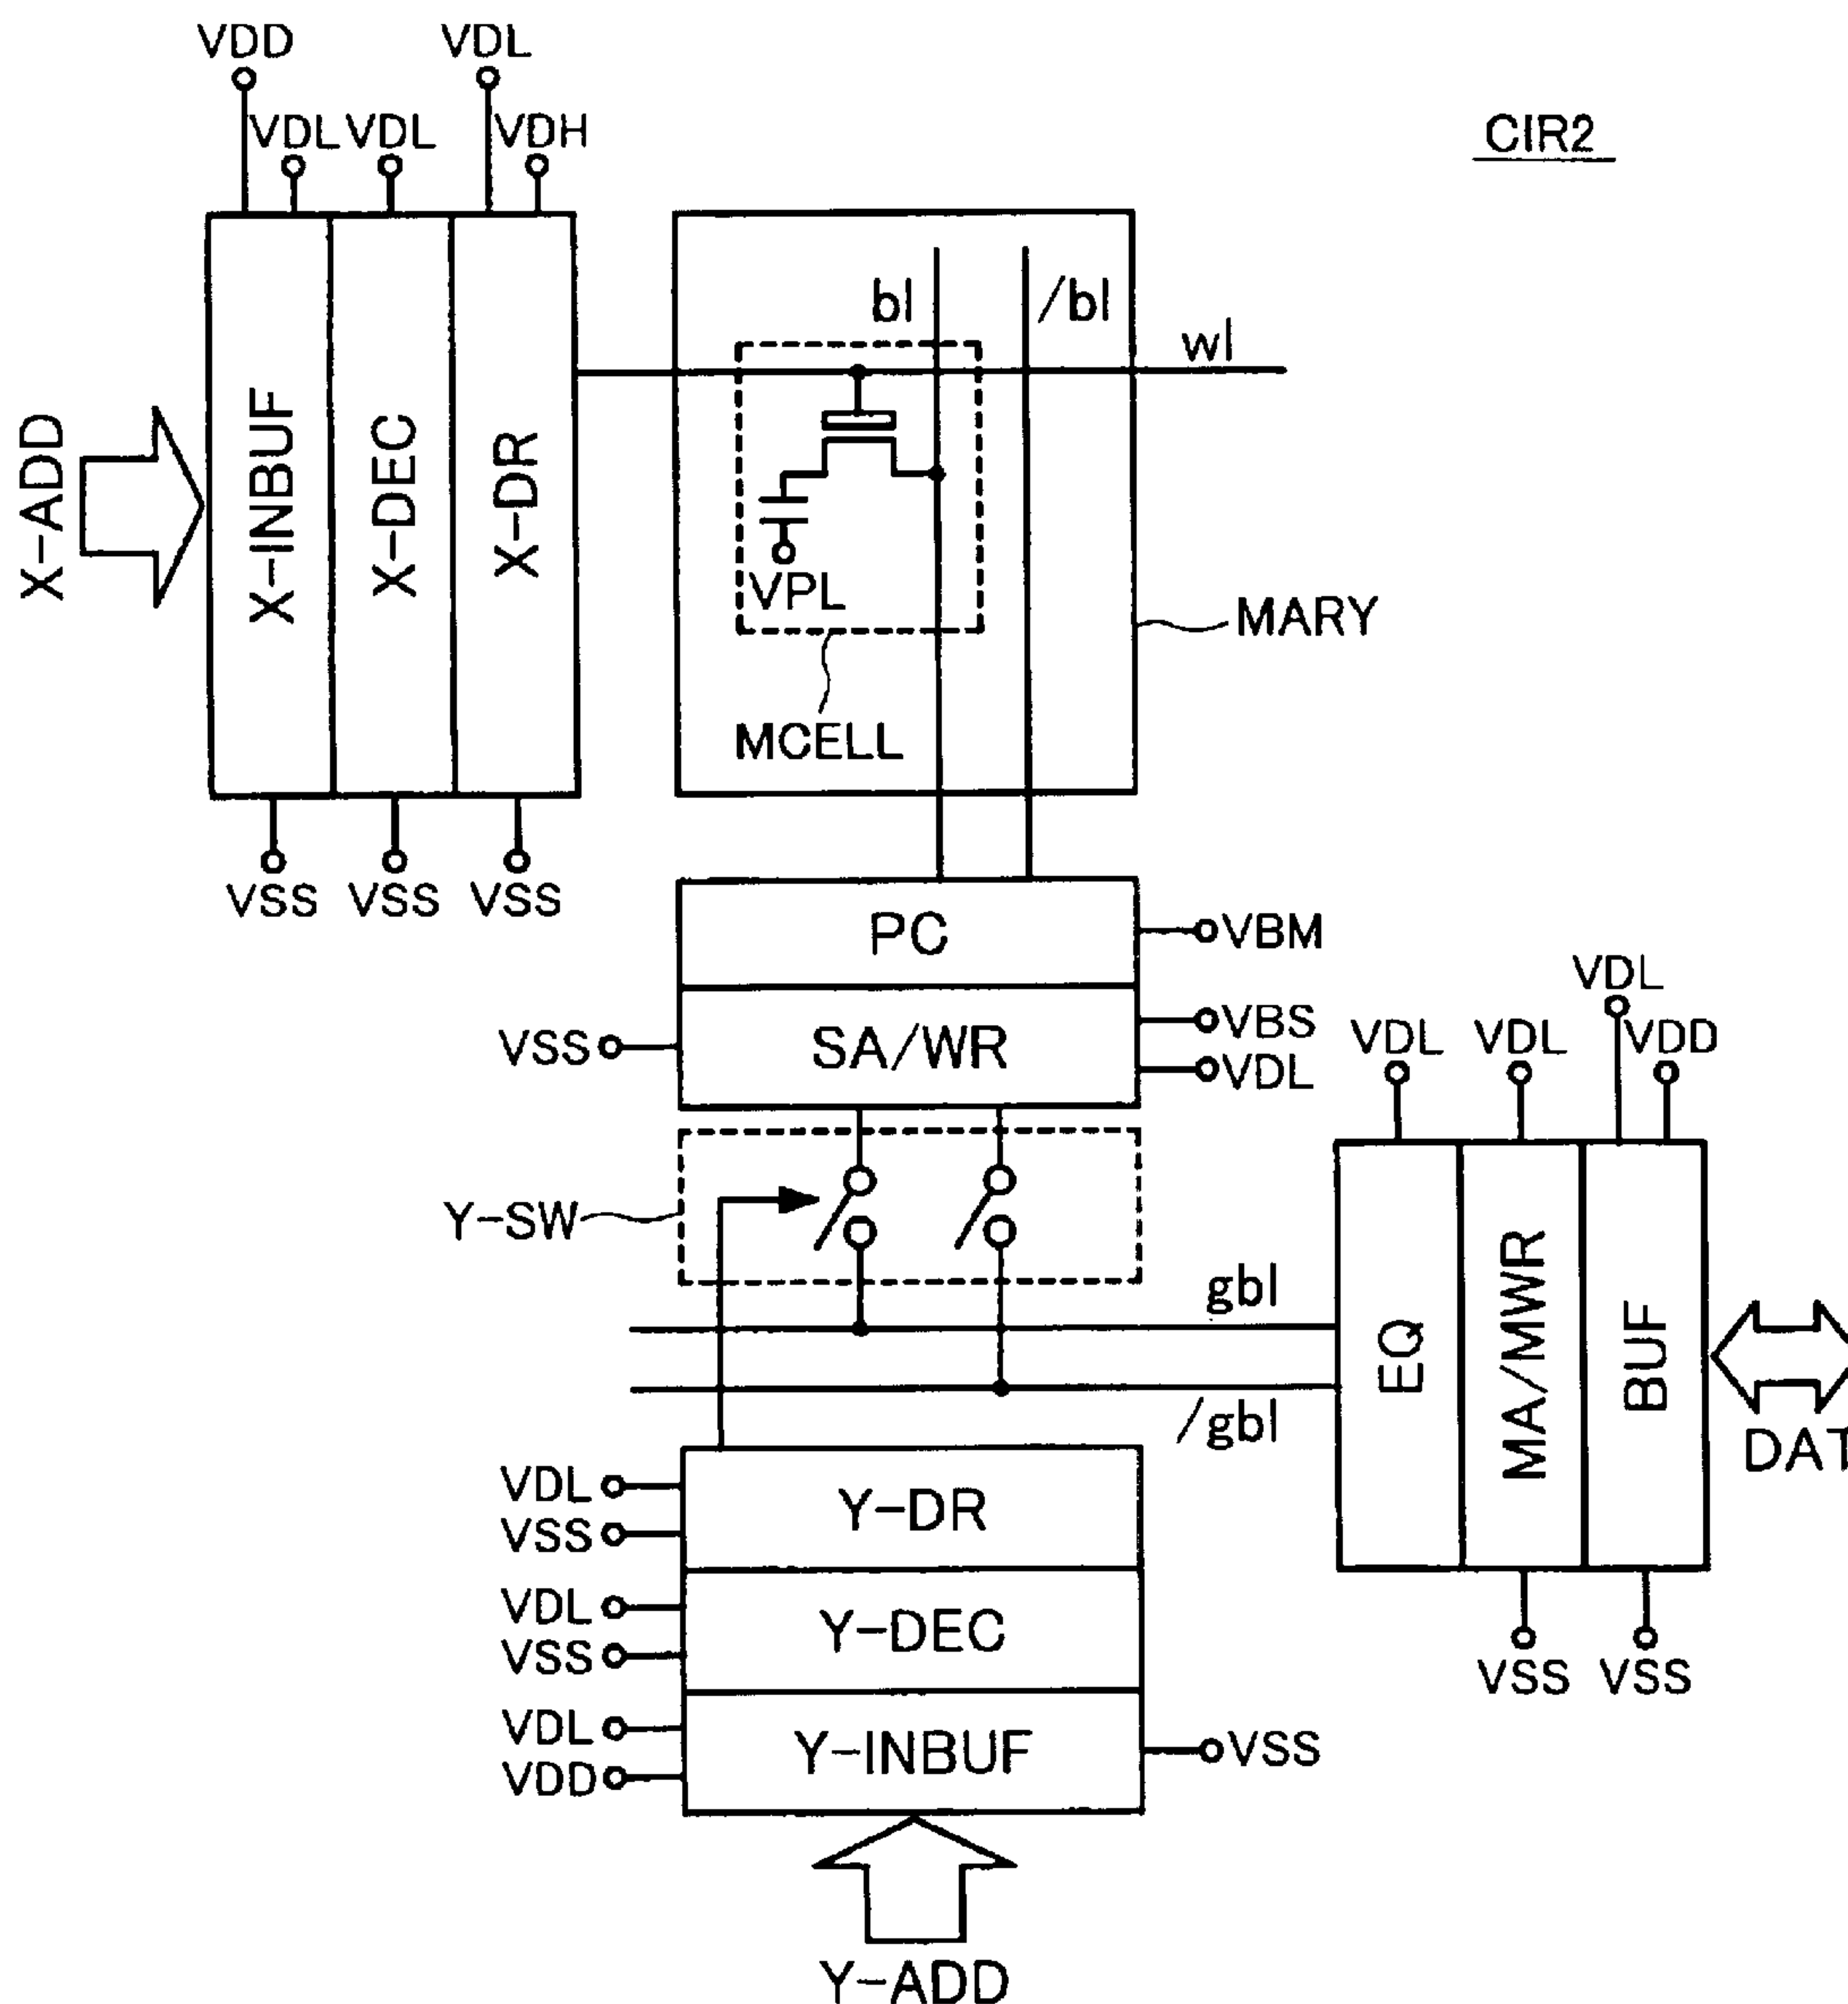 VDD VDL
VDL VDL VDH
CIR2
X-ADD
X-INBUF
X-DEC
X-DR
bl
/bl
wl
VPL
MARY
MCELL
VSS VSS VSS
PC
VBM
VSS
SA/WR
VBS
VDL
VDL
VDL VDL VDD
Y-SW
gbl
/gbl
EQ
MA/MWR
BUF
DAT
VDL
VSS
Y-DR
VDL
VSS
Y-DEC
VSS VSS
VDL
VDD
Y-INBUF
VSS
Y-ADD